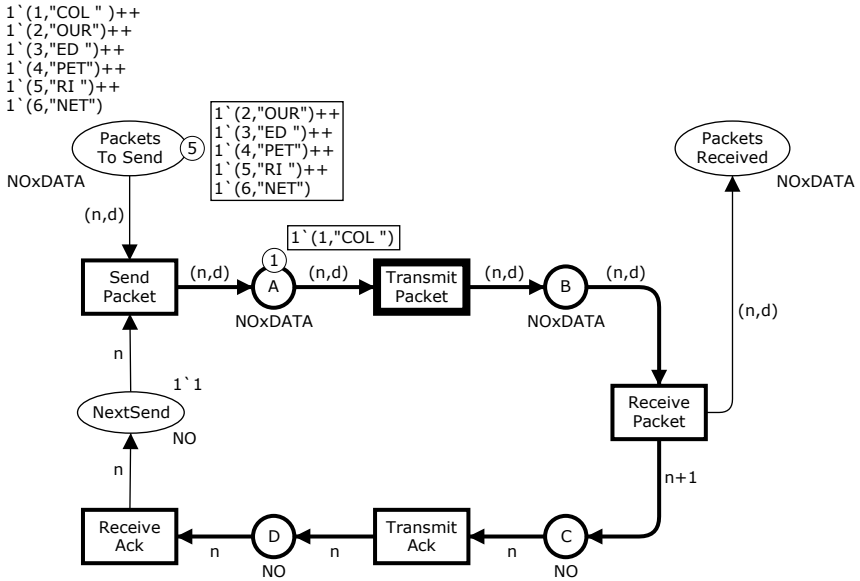 1`(1,"COL ")++
1`(2,"OUR")++
1`(3,"ED ")++
1`(4,"PET")++
1`(5,"RI ")++
1`(6,"NET")
Packets
To Send
5
1`(2,"OUR")++
1`(3,"ED ")++
1`(4,"PET")++
1`(5,"RI ")++
1`(6,"NET")
NOxDATA
Packets
Received
NOxDATA
(n,d)
1`(1,"COL ")
1
Send
Packet
(n,d)
A
(n,d)
Transmit
Packet
(n,d)
B
(n,d)
NOxDATA
NOxDATA
(n,d)
n
1`1
NextSend
NO
Receive
Packet
n
n+1
Receive
Ack
n
D
n
Transmit
Ack
n
C
NO
NO